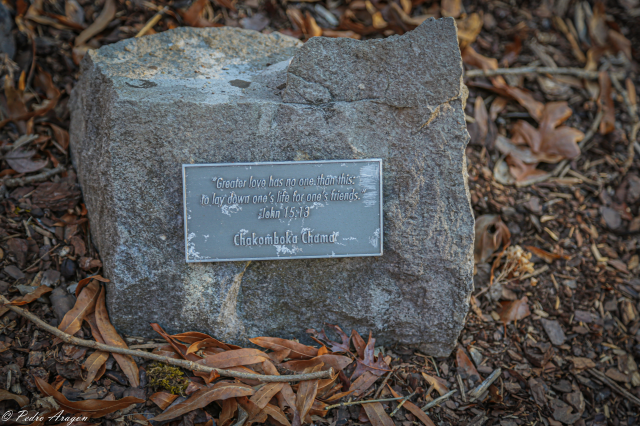 "Greater love has no one than this:
to lay down one's life for one's friends.
John 15:13"
Chakomboka Chama
© Pedro Aragon